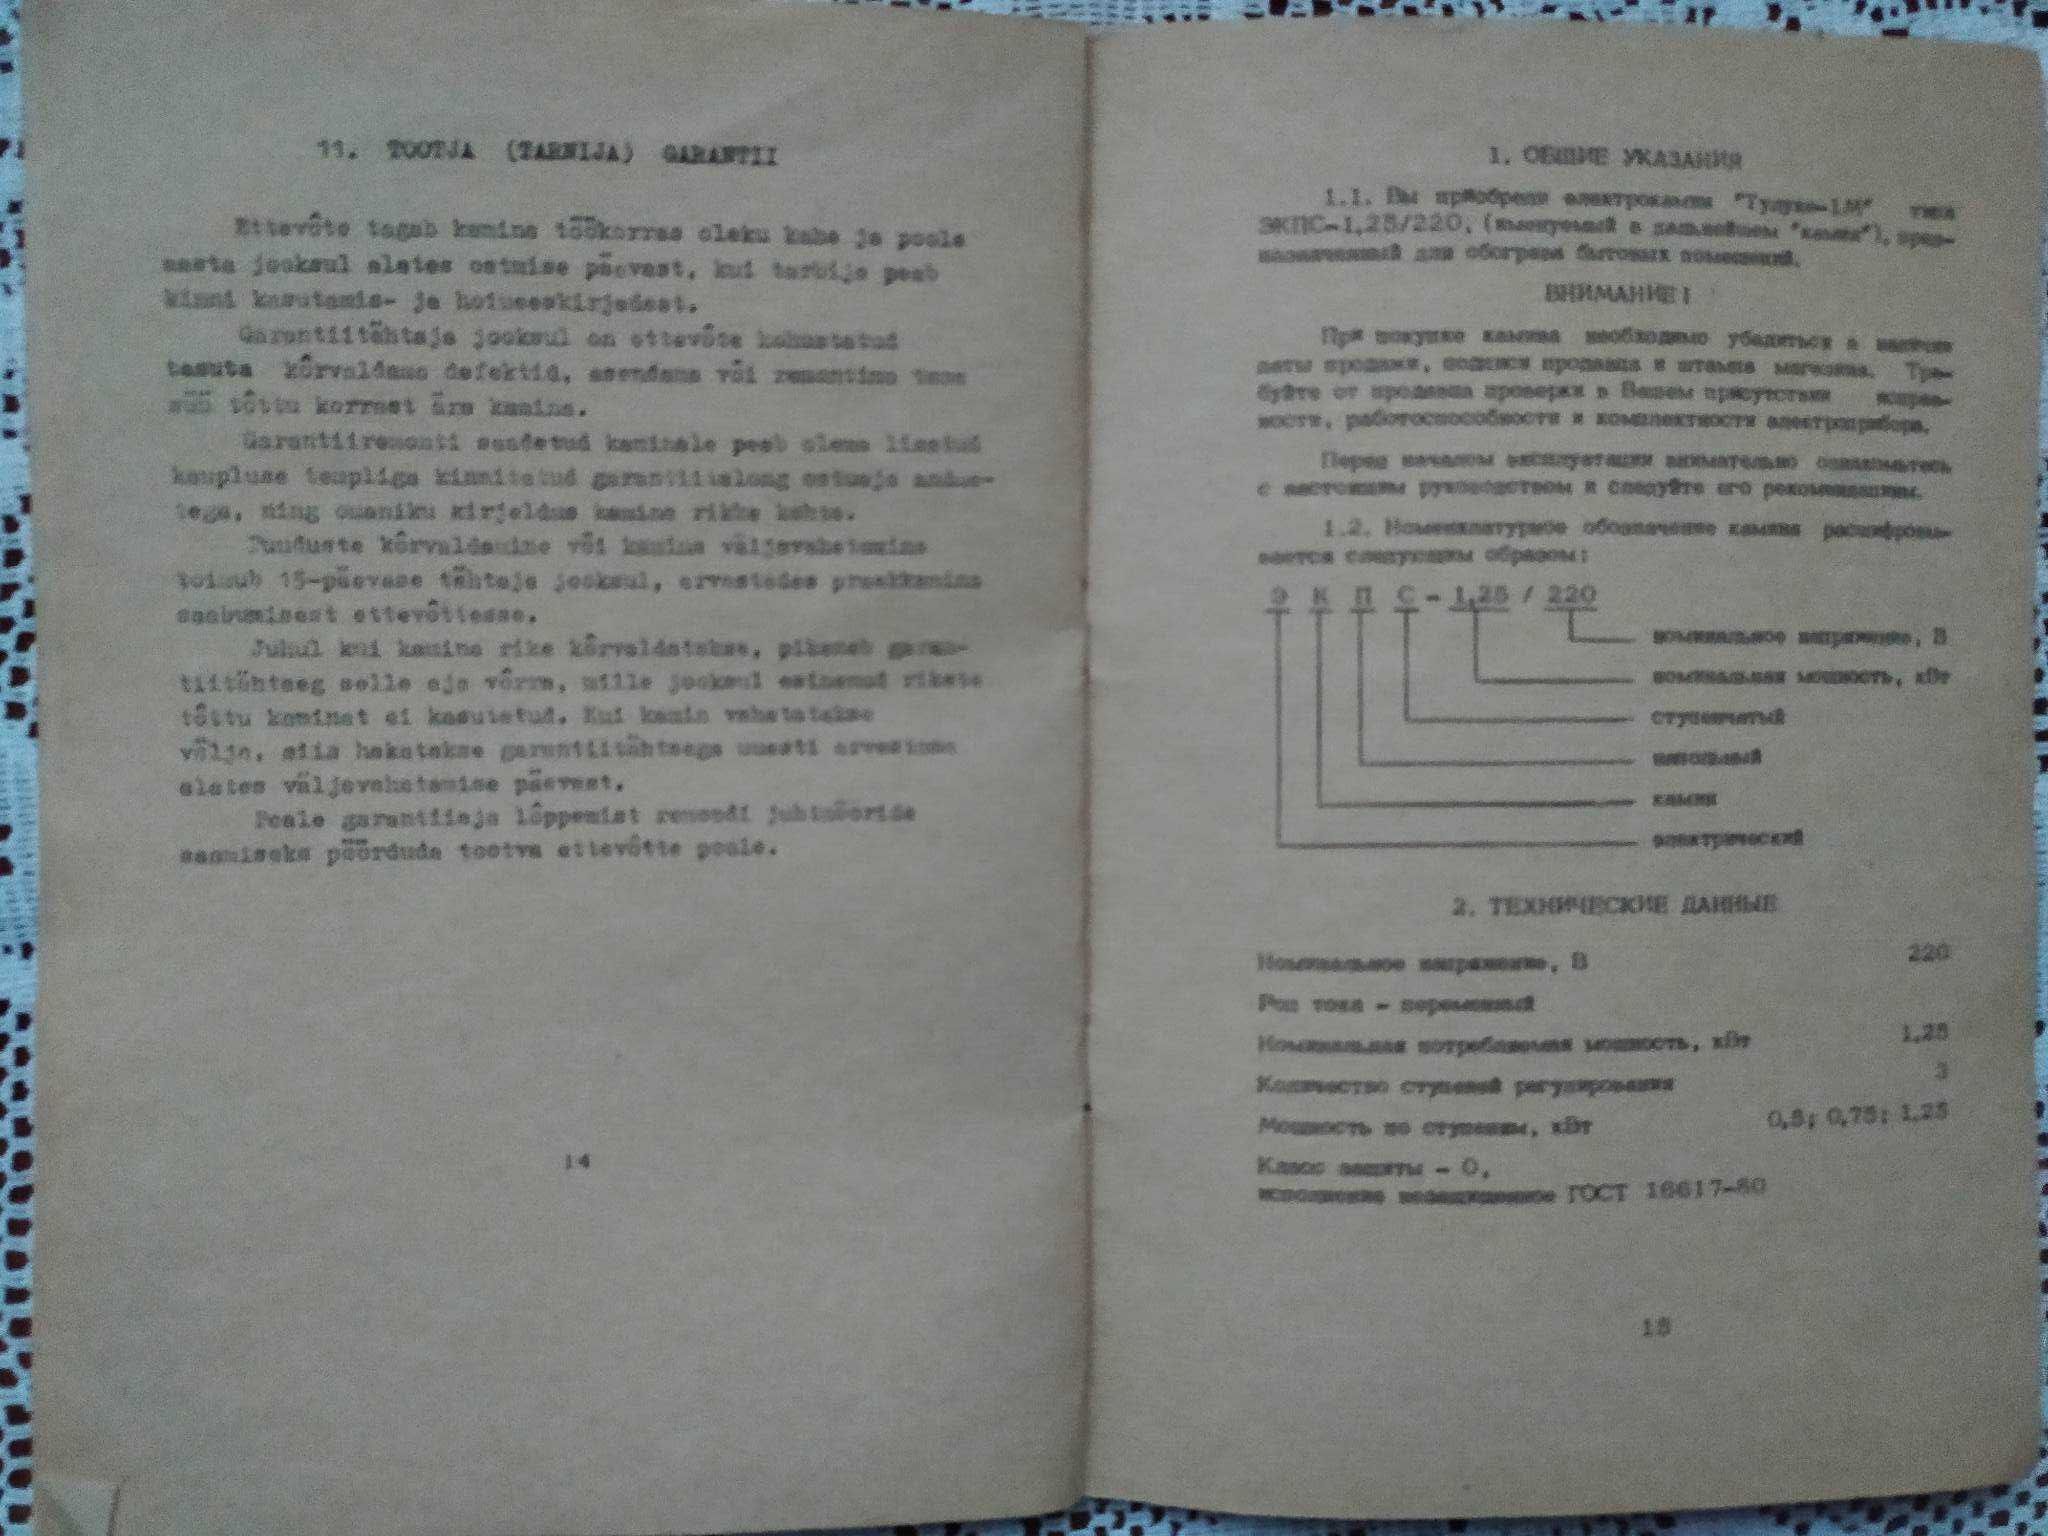 11. TOOTJA (TARNIJA) GARANTII
Ettevõte tagab kamina töökorras oleku kahe ja poole
aasta jooksul alates ostmise päevast, kui tarbija peab
kinni kasutamis- ja hoiueeskirjadest.
Garantiitähtaja jooksul on ettevõte kohustatud
tasuta kõrvaldama defektid, asendama või remontima tema
süü tõttu korrast ära kamina.
Garantiiremonti saadetud kaminale peab olema lisatud
kaupluse templiga kinnitatud garantiitalong ostueja andme-
tega, ning omaniku kirjeldus kamina rikke kohta.
Puuduste kõrvaldamine või kamina väljavahetamine
toimub 15-päevase tähtaja jooksul, arvestades praakkamina
saabumisest ettevõttesse.
Juhul kui kamina rike kõrvaldatakse, pikeneb garan-
tiitähtaeg selle aja võrra, mille jooksul esinenud rikete
tõttu kaminat ei kasutatud. Kui kamin vahetatakse
välja, siis hakatakse garantiitähtaega uuesti arvestama
alates väljavahetamise päevast.
Peale garantiiaja lõppemist remondi juhtnööride
saamiseks pöörduda tootva ettevõtte poole.
14
1. ОБЩИЕ УКАЗАНИЯ
1.1. Вы приобрели электрокамин "Тулукс-1М" типа
ЭКПС-1,25/220, (именуемый в дальнейшем "камин"), пред-
назначенный для обогрева бытовых помещений.
ВНИМАНИЕ!
При покупке камина необходимо убедиться в наличии
даты продажи, подписи продавца и штампа магазина. Тре-
буйте от продавца проверки в Вашем присутствии исправ-
ности, работоспособности и комплектности электроприбора.
Перед началом эксплуатации внимательно ознакомьтесь
с настоящим руководством и следуйте его рекомендациям.
1.2. Номенклатурное обозначение камина расшифровы-
вается следующим образом:
Э К П С - 1,25 / 220
номинальное напряжение, В
номинальная мощность, кВт
ступенчатый
напольный
камин
электрический
2. ТЕХНИЧЕСКИЕ ДАННЫЕ
Номинальное напряжение, В 220
Род тока - переменный
Номинальная потребляемая мощность, кВт 1,25
Количество ступеней регулирования 3
Мощность по ступеням, кВт 0,5; 0,75; 1,25
Класс защиты - 0,
исполнение незащищенное ГОСТ 16617-80
15